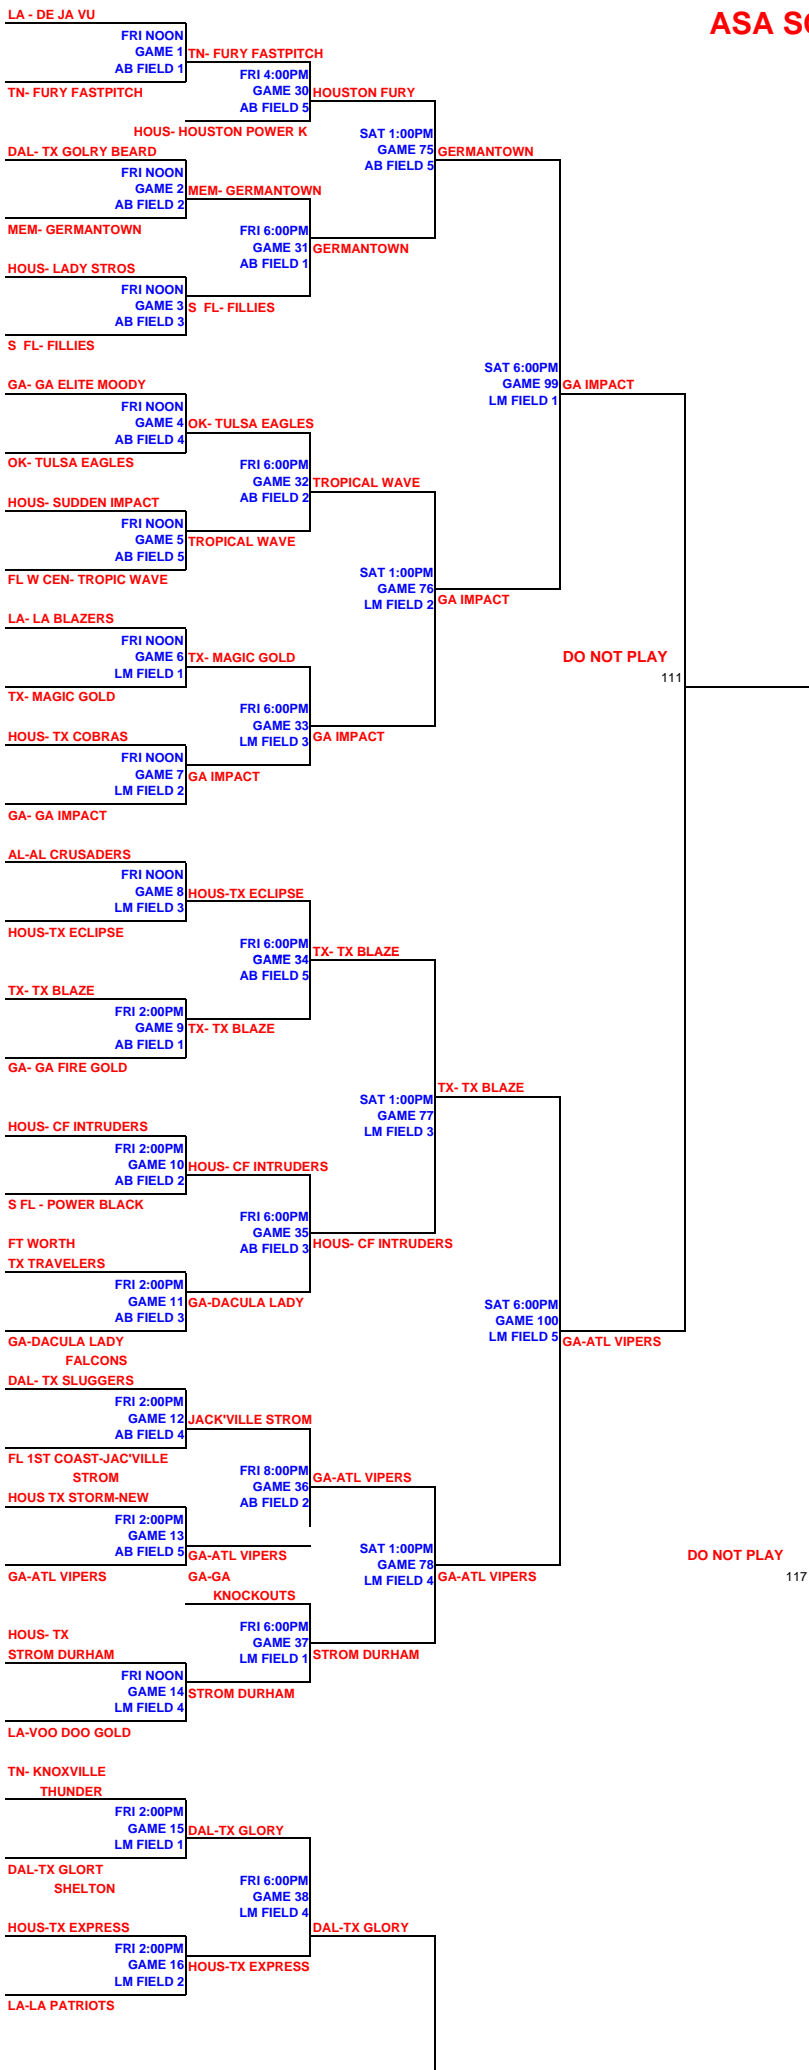 ASA SO
LA - DE JA VU
FRI NOON
GAME 1
AB FIELD 1
TN- FURY FASTPITCH
TN- FURY FASTPITCH
FRI 4:00PM
GAME 30
AB FIELD 5
HOUSTON FURY
HOUS- HOUSTON POWER K
SAT 1:00PM
GAME 75
AB FIELD 5
GERMANTOWN
DAL- TX GOLRY BEARD
FRI NOON
GAME 2
AB FIELD 2
MEM- GERMANTOWN
MEM- GERMANTOWN
FRI 6:00PM
GAME 31
AB FIELD 1
GERMANTOWN
HOUS- LADY STROS
FRI NOON
GAME 3
AB FIELD 3
S FL- FILLIES
S FL- FILLIES
SAT 6:00PM
GAME 99
LM FIELD 1
GA IMPACT
GA- GA ELITE MOODY
FRI NOON
GAME 4
AB FIELD 4
OK- TULSA EAGLES
OK- TULSA EAGLES
FRI 6:00PM
GAME 32
AB FIELD 2
TROPICAL WAVE
HOUS- SUDDEN IMPACT
FRI NOON
GAME 5
AB FIELD 5
TROPICAL WAVE
FL W CEN- TROPIC WAVE
SAT 1:00PM
GAME 76
LM FIELD 2
GA IMPACT
LA- LA BLAZERS
FRI NOON
GAME 6
LM FIELD 1
TX- MAGIC GOLD
TX- MAGIC GOLD
DO NOT PLAY
111
FRI 6:00PM
GAME 33
LM FIELD 3
GA IMPACT
HOUS- TX COBRAS
FRI NOON
GAME 7
LM FIELD 2
GA IMPACT
GA- GA IMPACT
AL-AL CRUSADERS
FRI NOON
GAME 8
LM FIELD 3
HOUS-TX ECLIPSE
HOUS-TX ECLIPSE
FRI 6:00PM
GAME 34
AB FIELD 5
TX- TX BLAZE
TX- TX BLAZE
FRI 2:00PM
GAME 9
AB FIELD 1
TX- TX BLAZE
GA- GA FIRE GOLD
SAT 1:00PM
GAME 77
LM FIELD 3
TX- TX BLAZE
HOUS- CF INTRUDERS
FRI 2:00PM
GAME 10
AB FIELD 2
HOUS- CF INTRUDERS
S FL - POWER BLACK
FRI 6:00PM
GAME 35
AB FIELD 3
HOUS- CF INTRUDERS
FT WORTH
TX TRAVELERS
FRI 2:00PM
GAME 11
AB FIELD 3
GA-DACULA LADY
GA-DACULA LADY
FALCONS
SAT 6:00PM
GAME 100
LM FIELD 5
GA-ATL VIPERS
DAL- TX SLUGGERS
FRI 2:00PM
GAME 12
AB FIELD 4
JACK'VILLE STROM
FL 1ST COAST-JAC'VILLE
STROM
FRI 8:00PM
GAME 36
AB FIELD 2
GA-ATL VIPERS
HOUS TX STORM-NEW
FRI 2:00PM
GAME 13
AB FIELD 5
GA-ATL VIPERS
GA-ATL VIPERS
SAT 1:00PM
GAME 78
LM FIELD 4
GA-ATL VIPERS
DO NOT PLAY
117
GA-GA
KNOCKOUTS
FRI 6:00PM
GAME 37
LM FIELD 1
STROM DURHAM
HOUS- TX
STROM DURHAM
FRI NOON
GAME 14
LM FIELD 4
STROM DURHAM
LA-VOO DOO GOLD
TN- KNOXVILLE
THUNDER
FRI 2:00PM
GAME 15
LM FIELD 1
DAL-TX GLORY
DAL-TX GLORT
SHELTON
FRI 6:00PM
GAME 38
LM FIELD 4
DAL-TX GLORY
HOUS-TX EXPRESS
FRI 2:00PM
GAME 16
LM FIELD 2
HOUS-TX EXPRESS
LA-LA PATRIOTS